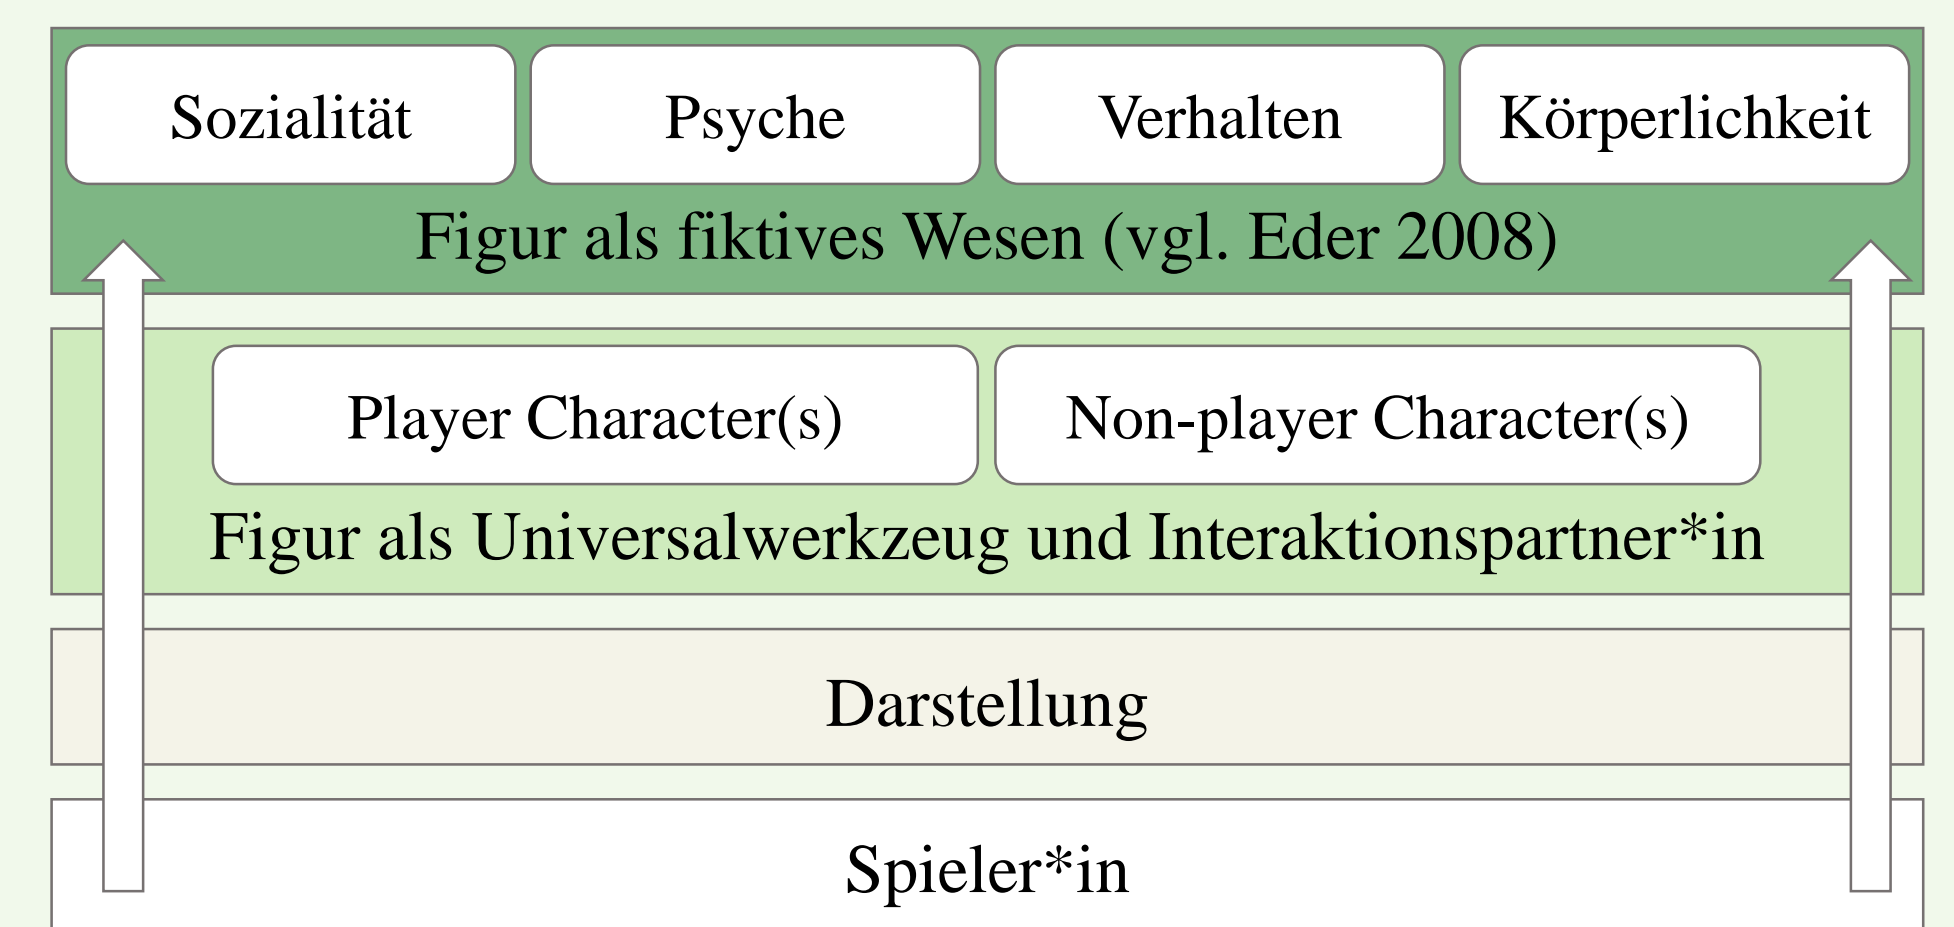 Sozialität Psyche Verhalten Körperlichkeit
Figur als fiktives Wesen (vgl. Eder 2008)
Player Character(s) Non-player Character(s)
Figur als Universalwerkzeug und Interaktionspartner*in
Darstellung
Spieler*in